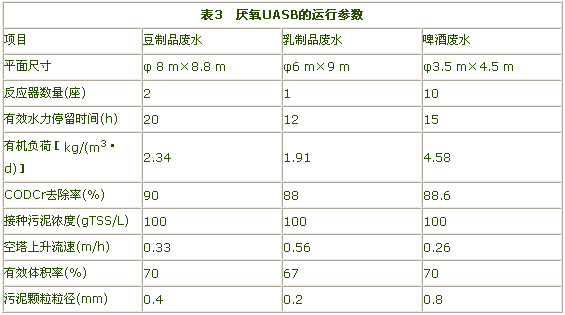 表3 厌氧UASB的运行参数
项目 豆制品废水 乳制品废水 啤酒废水
平面尺寸 φ 8 m×8.8 m φ6 m×9 m φ3.5 m×4.5 m
反应器数量(座) 2 1 10
有效水力停留时间(h) 20 12 15
有机负荷〖 kg/(m³·
d)〗 2.34 1.91 4.58
CODCr去除率(%) 90 88 88.6
接种污泥浓度(gTSS/L) 100 100 100
空塔上升流速(m/h) 0.33 0.56 0.26
有效体积率(%) 70 67 70
污泥颗粒粒径(mm) 0.4 0.2 0.8